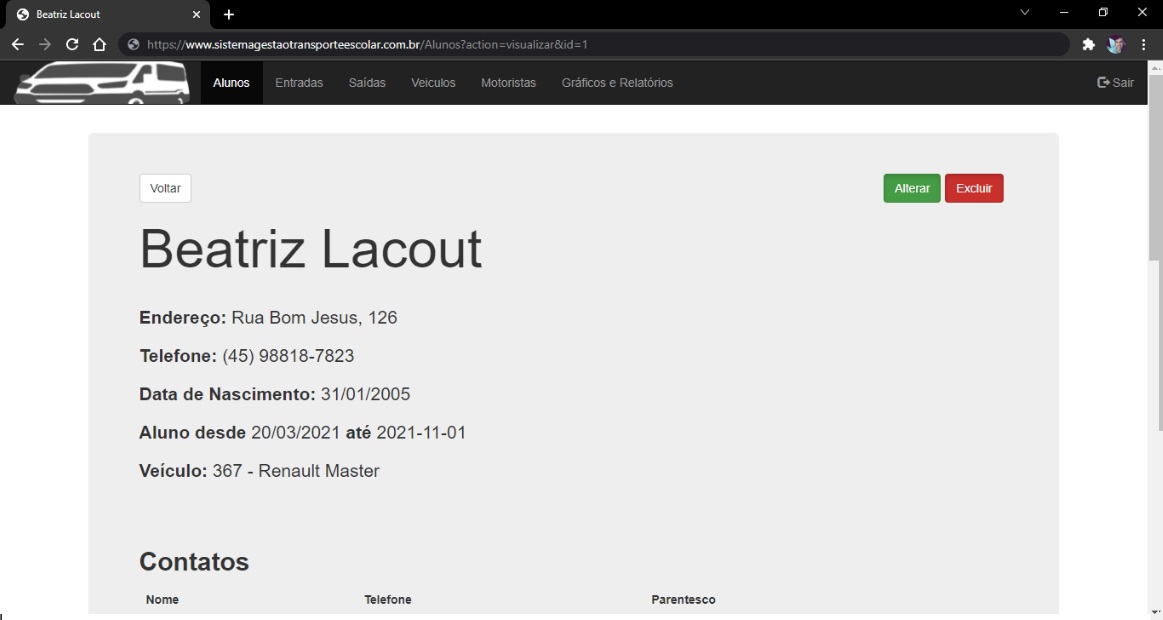 Beatriz Lacout
https://www.sistemagestaotransporteescolar.com.br/Alunos?action=visualizar&id=1
Alunos Entradas Saídas Veiculos Motoristas Gráficos e Relatórios Sair
Voltar Alterar Excluir
Beatriz Lacout
Endereço: Rua Bom Jesus, 126
Telefone: (45) 98818-7823
Data de Nascimento: 31/01/2005
Aluno desde 20/03/2021 até 2021-11-01
Veículo: 367 - Renault Master
Contatos
Nome Telefone Parentesco